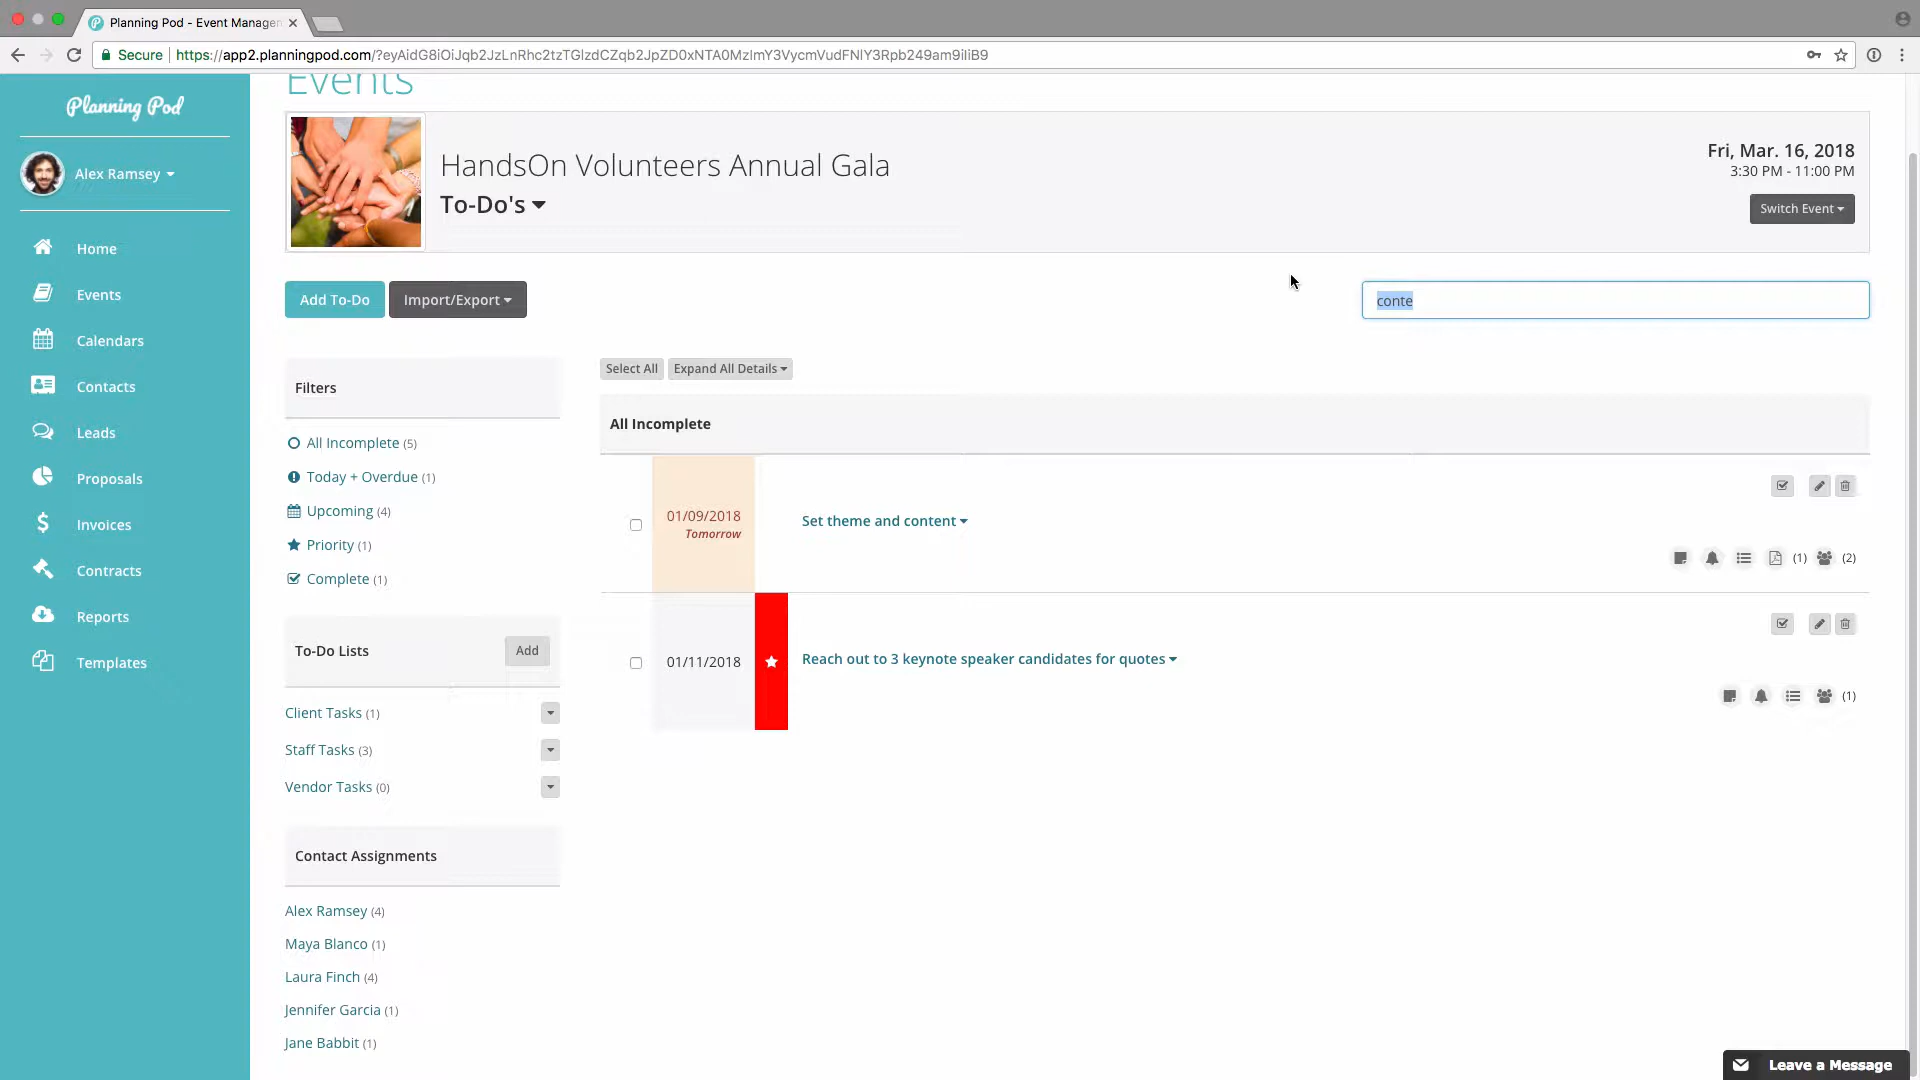 Planning Pod - Event Managem
Secure | https://app2.planningpod.com/?eyAidG8iOiJqb2JzLnRhc2tzTGlzdCZqb2JpZD0xNTA0MzImY3VycmVudFNlY3Rpb249am9iIiB9
Planning Pod
Alex Ramsey
Home
Events
Calendars
Contacts
Leads
Proposals
Invoices
Contracts
Reports
Templates
Events
HandsOn Volunteers Annual Gala
To-Do's
Fri, Mar. 16, 2018
3:30 PM - 11:00 PM
Switch Event
Add To-Do
Import/Export
conte
Filters
All Incomplete (5)
Today + Overdue (1)
Upcoming (4)
Priority (1)
Complete (1)
To-Do Lists
Add
Client Tasks (1)
Staff Tasks (3)
Vendor Tasks (0)
Contact Assignments
Alex Ramsey (4)
Maya Blanco (1)
Laura Finch (4)
Jennifer Garcia (1)
Jane Babbit (1)
Select All
Expand All Details
All Incomplete
01/09/2018
Tomorrow
Set theme and content
(1)
(2)
01/11/2018
Reach out to 3 keynote speaker candidates for quotes
(1)
Leave a Message